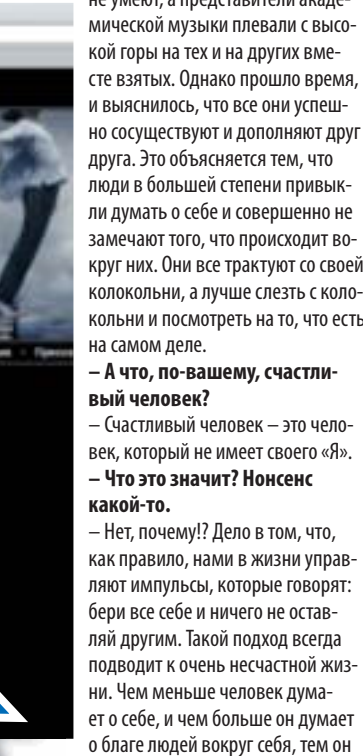 не умеют, а представители акаде-
мической музыки плевали с высо-
кой горы на тех и на других вме-
сте взятых. Однако прошло время,
и выяснилось, что все они успеш-
но сосуществуют и дополняют друг
друга. Это объясняется тем, что
люди в большей степени привык-
ли думать о себе и совершенно не
замечают того, что происходит во-
круг них. Они все трактуют со своей
колокольни, а лучше слезть с коло-
кольни и посмотреть на то, что есть
на самом деле.
– А что, по-вашему, счастли-
вый человек?
– Счастливый человек – это чело-
век, который не имеет своего «Я».
– Что это значит? Нонсенс
какой-то.
– Нет, почему!? Дело в том, что,
как правило, нами в жизни управ-
ляют импульсы, которые говорят:
бери все себе и ничего не остав-
ляй другим. Такой подход всегда
подводит к очень несчастной жиз-
ни. Чем меньше человек дума-
ет о себе, и чем больше он думает
о благе людей вокруг себя, тем он